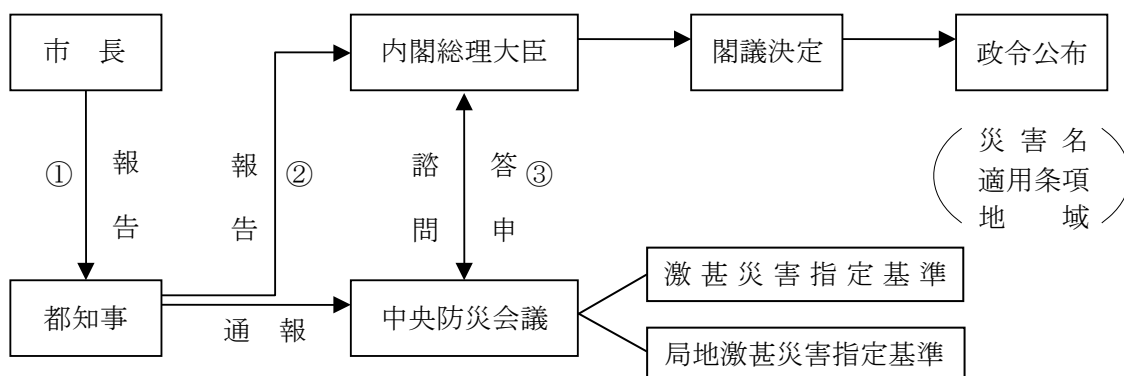 市 長
内閣総理大臣
閣議決定
政令公布
① 報告
報告 ②
諮問
答申 ③
災 害 名
適用条項
地 域
都知事
通 報
中央防災会議
激 甚 災 害 指 定 基 準
局地激甚災害指定基準